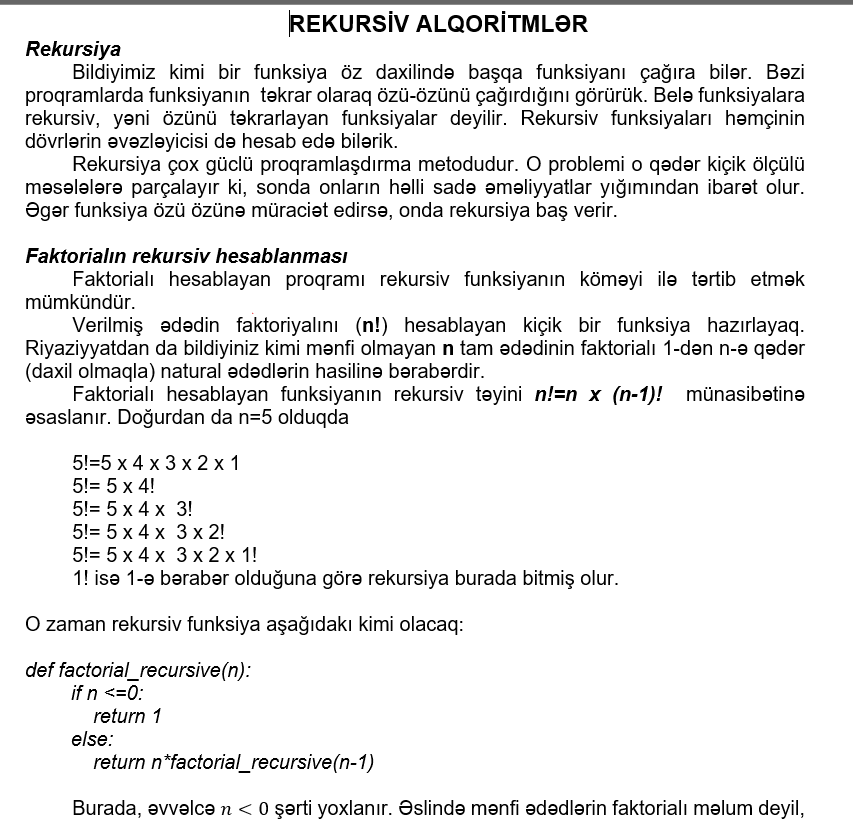 REKURSİV ALQORİTMLƏR
Rekursiya
Bildiyimiz kimi bir funksiya öz daxilində başqa funksiyanı çağıra bilər. Bəzi
proqramlarda funksiyanın təkrar olaraq özü-özünü çağırdığını görürük. Belə funksiyalara
rekursiv, yəni özünü təkrarlayan funksiyalar deyilir. Rekursiv funksiyaları həmçinin
dövrlərin əvəzləyicisi də hesab edə bilərik.
Rekursiya çox güclü proqramlaşdırma metodudur. O problemi o qədər kiçik ölçülü
məsələlərə parçalayır ki, sonda onların həlli sadə əməliyyatlar yığımından ibarət olur.
Əgər funksiya özü özünə müraciət edirsə, onda rekursiya baş verir.
Faktorialın rekursiv hesablanması
Faktorialı hesablayan proqramı rekursiv funksiyanın köməyi ilə tərtib etmək
mümkündür.
Verilmiş ədədin faktoriyalını (n!) hesablayan kiçik bir funksiya hazırlayaq.
Riyaziyyatdan da bildiyiniz kimi mənfi olmayan n tam ədədinin faktorialı 1-dən n-ə qədər
(daxil olmaqla) natural ədədlərin hasilinə bərabərdir.
Faktorialı hesablayan funksiyanın rekursiv təyini n!=n x (n-1)! münasibətinə
əsaslanır. Doğurdan da n=5 olduqda
5!=5 x 4 x 3 x 2 x 1
5!= 5 x 4!
5!= 5 x 4 x 3!
5!= 5 x 4 x 3 x 2!
5!= 5 x 4 x 3 x 2 x 1!
1! isə 1-ə bərabər olduğuna görə rekursiya burada bitmiş olur.
O zaman rekursiv funksiya aşağıdakı kimi olacaq:
def factorial_recursive(n):
if n <=0:
return 1
else:
return n*factorial_recursive(n-1)
Burada, əvvəlcə n < 0 şərti yoxlanır. Əslində mənfi ədədlərin faktorialı məlum deyil,